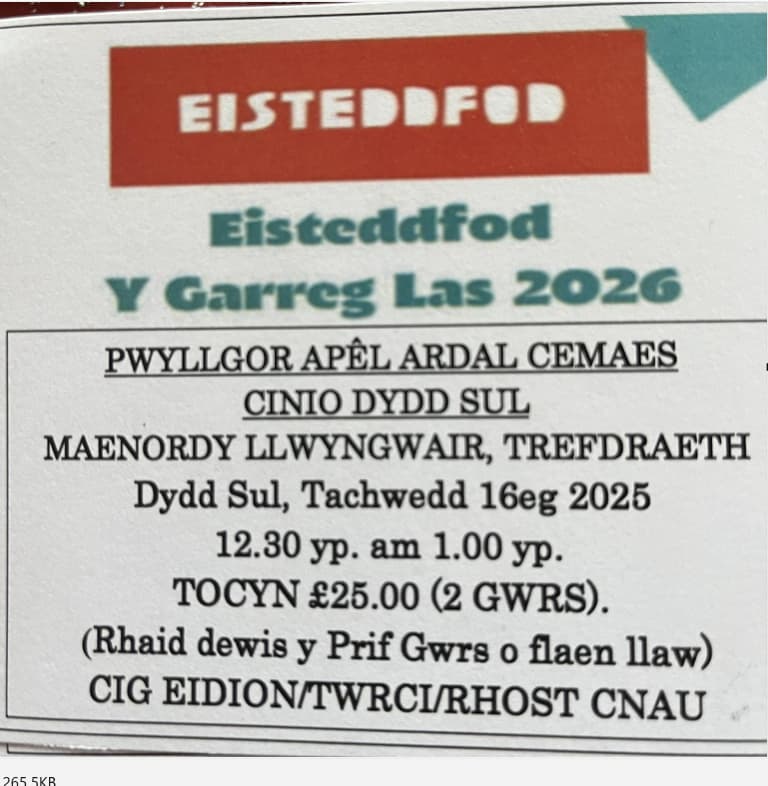 EISTEDDFOD
Eisteddfod
Y Garreg Las 2026
PWYLLGOR APÊL ARDAL CEMAES
CINIO DYDD SUL
MAENORDY LLWYNGWAIR, TREFDRAETH
Dydd Sul, Tachwedd 16eg 2025
12.30 yp. am 1.00 yp.
TOCYN £25.00 (2 GWRS).
(Rhaid dewis y Prif Gwrs o flaen llaw)
CIG EIDION/TWRCI/RHOST CNAU
265.5KB